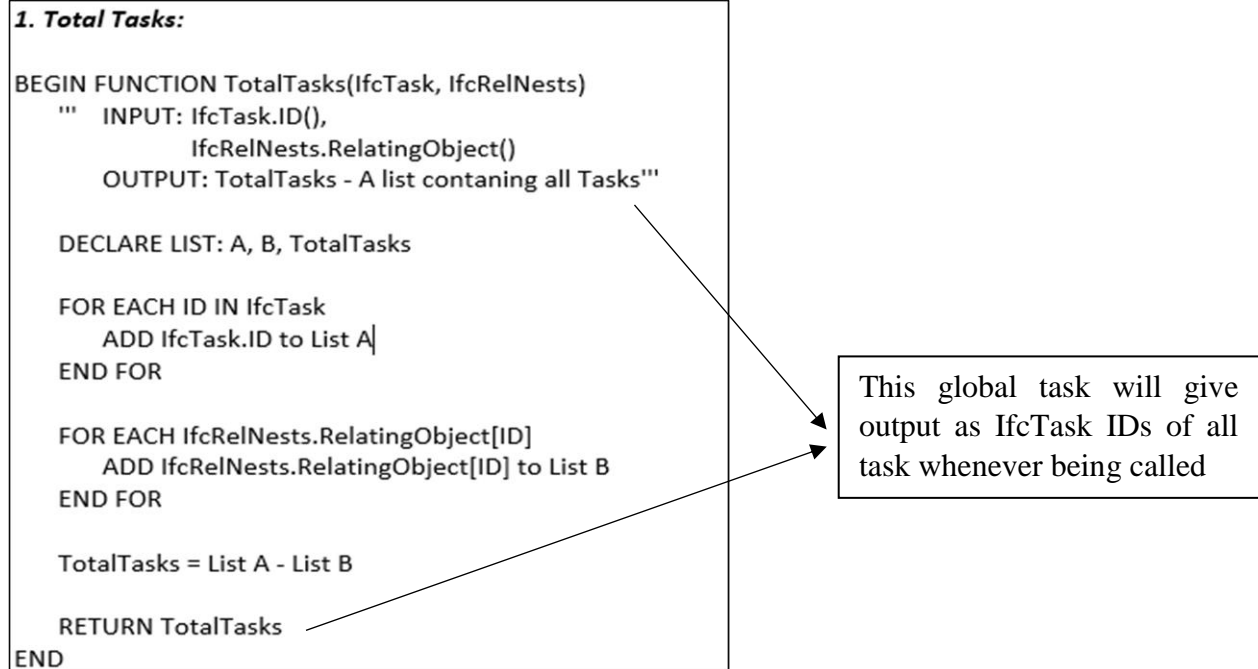 1. Total Tasks:
BEGIN FUNCTION TotalTasks(IfcTask, IfcRelNests)
''' INPUT: IfcTask.ID(),
IfcRelNests.RelatingObject()
OUTPUT: TotalTasks - A list contaning all Tasks'''
DECLARE LIST: A, B, TotalTasks
FOR EACH ID IN IfcTask
ADD IfcTask.ID to List A
END FOR
FOR EACH IfcRelNests.RelatingObject[ID]
ADD IfcRelNests.RelatingObject[ID] to List B
END FOR
TotalTasks = List A - List B
RETURN TotalTasks
END
This global task will give
output as IfcTask IDs of all
task whenever being called